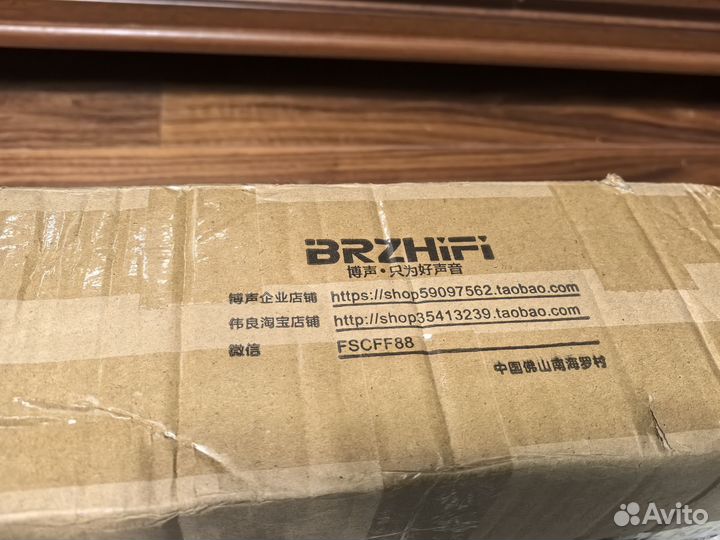 BRZHiFi
博声·只为好声音
博声企业店铺 https://shop59097562.taobao.com
伟良淘宝店铺 http://shop35413239.taobao.com
微信 FSCFF88
中国佛山南海罗村
Avito